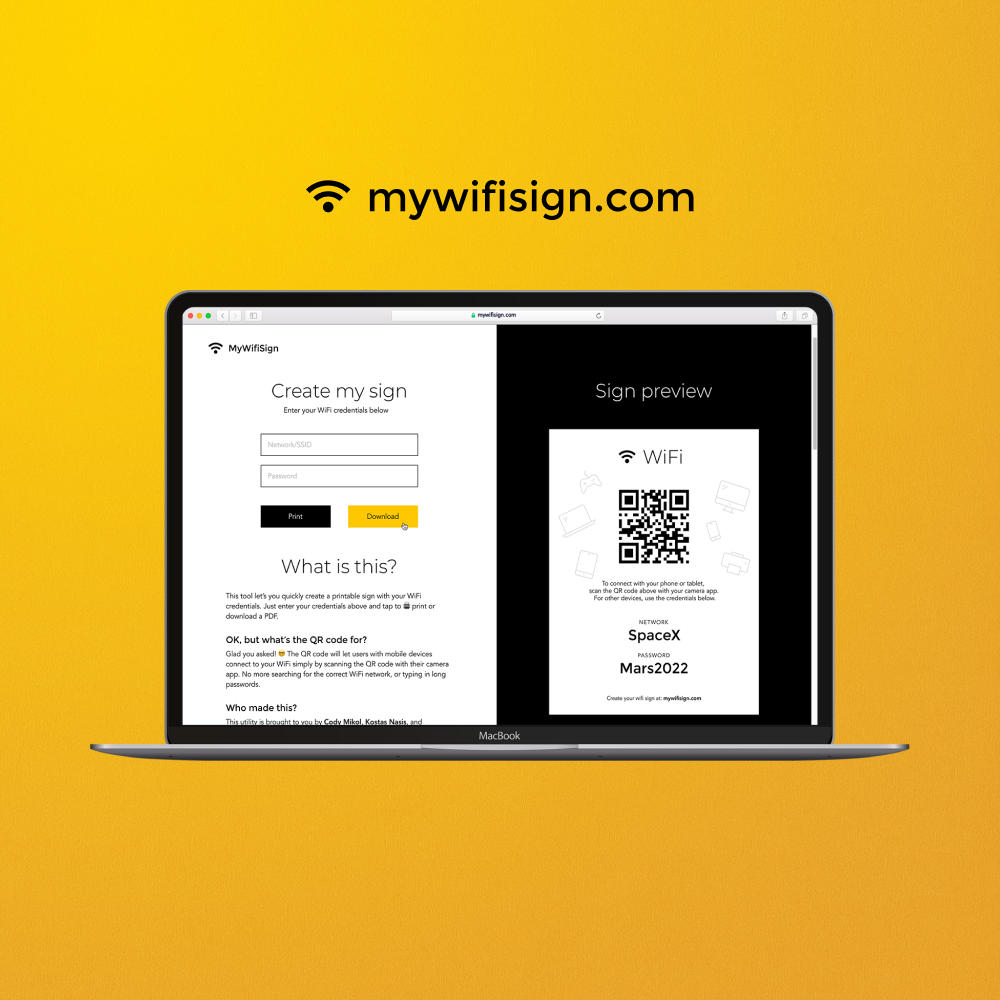 mywifisign.com
mywifisign.com
MyWifiSign
Create my sign
Enter your WiFi credentials below
Network/SSID
Password
Print
Download
What is this?
This tool let's you quickly create a printable sign with your WiFi
credentials. Just enter your credentials above and tap to 🖨 print or
download a PDF.
OK, but what's the QR code for?
Glad you asked! 🤓 The QR code will let users with mobile devices
connect to your WiFi simply by scanning the QR code with their camera
app. No more searching for the correct WiFi network, or typing in long
passwords.
Who made this?
This utility is brought to you by Cody Mikol, Kostas Nasis, and
Sign preview
WiFi
To connect with your phone or tablet,
scan the QR code above with your camera app.
For other devices, use the credentials below.
NETWORK
SpaceX
PASSWORD
Mars2022
Create your wifi sign at: mywifisign.com
MacBook